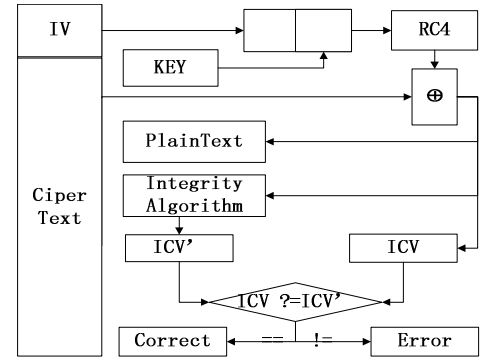 IV
RC4
KEY
⊕
PlainText
Ciper
Text
Integrity
Algorithm
ICV'
ICV
ICV ?=ICV'
Correct
==
!=
Error